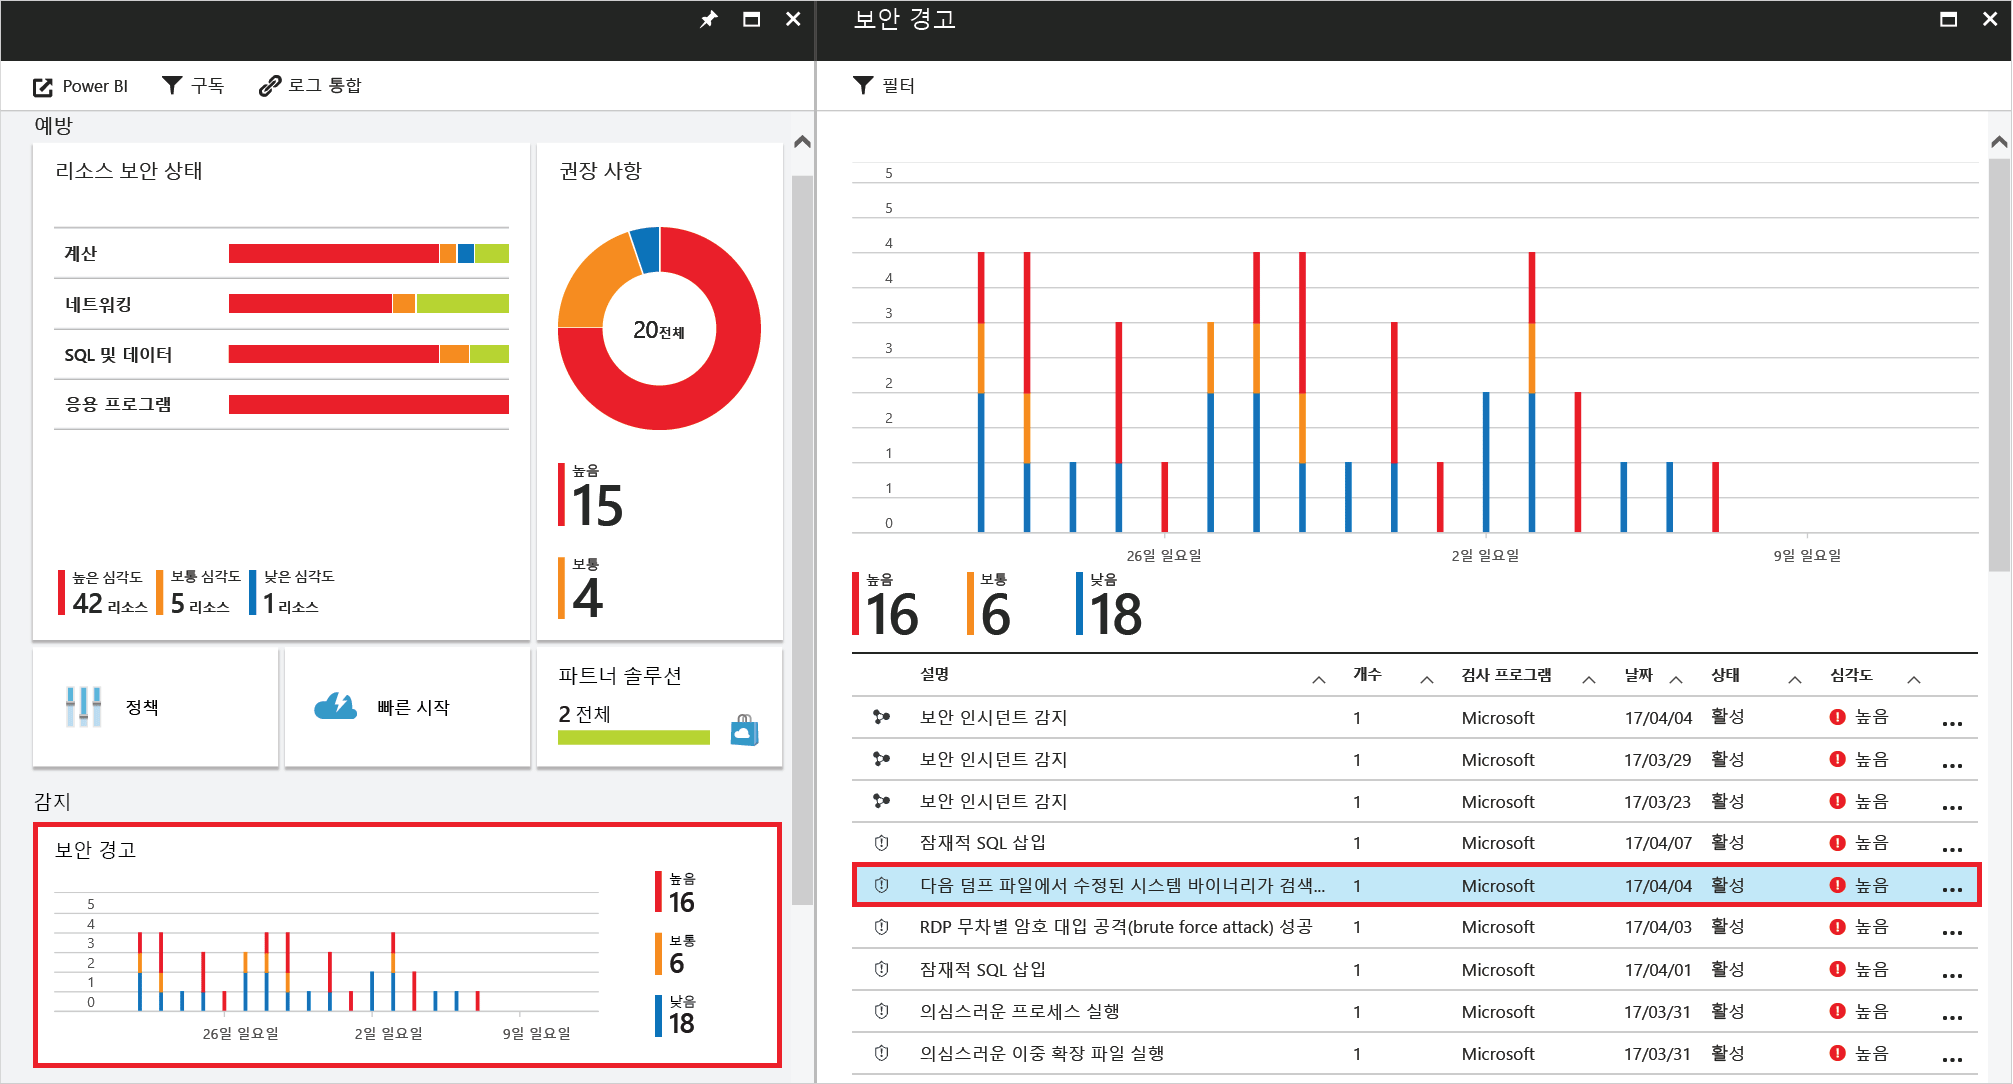 보안 경고
Power BI
구독
로그 통합
필터
예방
리소스 보안 상태
계산
네트워킹
SQL 및 데이터
응용 프로그램
높은 심각도
42 리소스
보통 심각도
5 리소스
낮은 심각도
1 리소스
권장 사항
20전체
높음
15
보통
4
정책
빠른 시작
파트너 솔루션
2 전체
감지
보안 경고
5
4
3
2
1
0
26일 일요일
2일 일요일
9일 일요일
높음
16
보통
6
낮음
18
5
5
4
4
3
3
2
2
1
1
0
26일 일요일
2일 일요일
9일 일요일
높음
16
보통
6
낮음
18
설명 개수 검사 프로그램 날짜 상태 심각도
보안 인시던트 감지 1 Microsoft 17/04/04 활성 높음 ...
보안 인시던트 감지 1 Microsoft 17/03/29 활성 높음 ...
보안 인시던트 감지 1 Microsoft 17/03/23 활성 높음 ...
잠재적 SQL 삽입 1 Microsoft 17/04/07 활성 높음 ...
다음 덤프 파일에서 수정된 시스템 바이너리가 검색... 1 Microsoft 17/04/04 활성 높음 ...
RDP 무차별 암호 대입 공격(brute force attack) 성공 1 Microsoft 17/04/03 활성 높음 ...
잠재적 SQL 삽입 1 Microsoft 17/04/01 활성 높음 ...
의심스러운 프로세스 실행 1 Microsoft 17/03/31 활성 높음 ...
의심스러운 이중 확장 파일 실행 1 Microsoft 17/03/31 활성 높음 ...